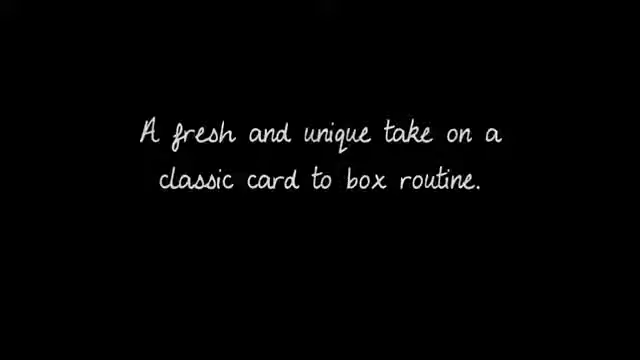 A fresh and unique take on a
classic card to box routine.